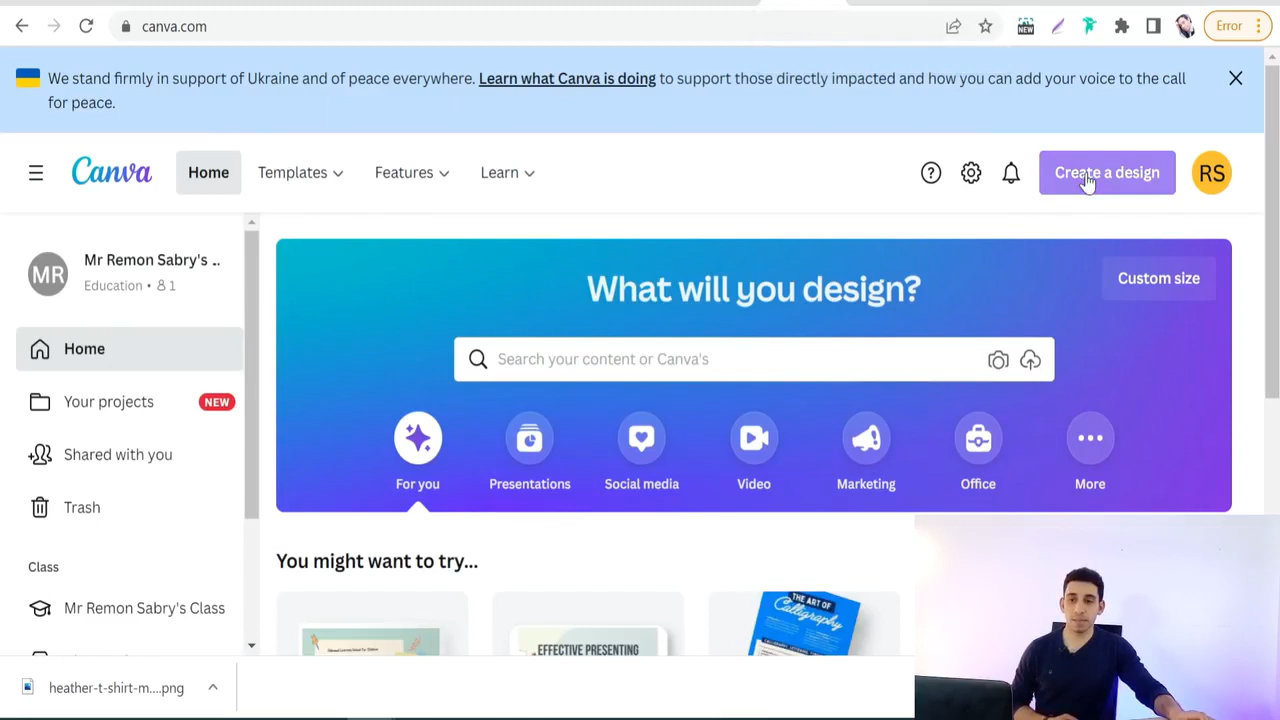 canva.com
NEW
Error
We stand firmly in support of Ukraine and of peace everywhere. Learn what Canva is doing to support those directly impacted and how you can add your voice to the call
for peace.
Canva
Home
Templates
Features
Learn
Create a design
RS
MR
Mr Remon Sabry's ..
Education • 1
Home
Your projects
NEW
Shared with you
Trash
Class
Mr Remon Sabry's Class
What will you design?
Custom size
Search your content or Canva's
For you
Presentations
Social media
Video
Marketing
Office
More
You might want to try...
EFFECTIVE PRESENTING
THE ART OF
Calligraphy
heather-t-shirt-m....png